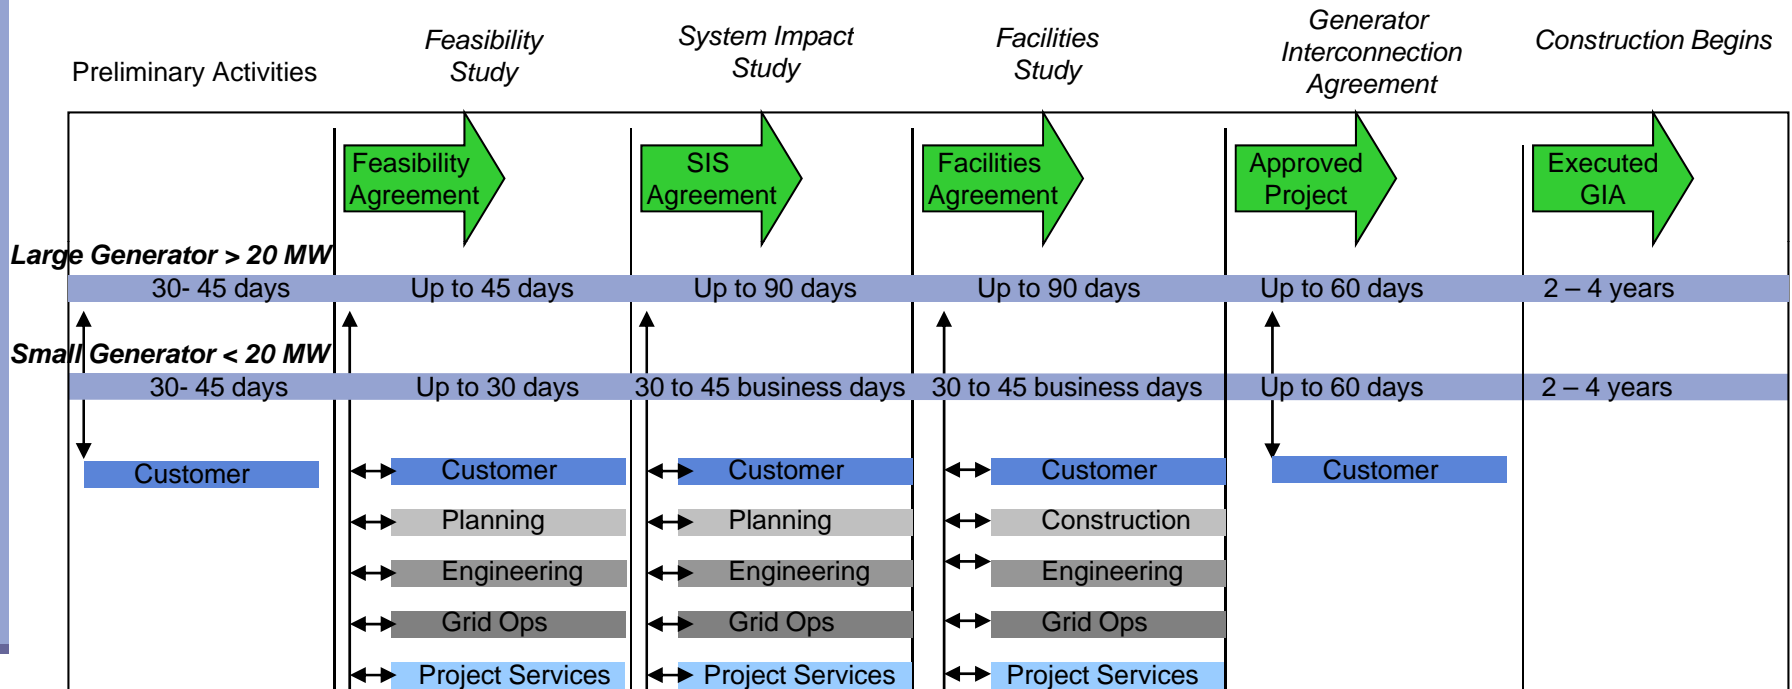 Preliminary Activities
Feasibility
Study
System Impact
Study
Facilities
Study
Generator
Interconnection
Agreement
Construction Begins
Feasibility
Agreement
SIS
Agreement
Facilities
Agreement
Approved
Project
Executed
GIA
Large Generator > 20 MW
30- 45 days
Up to 45 days
Up to 90 days
Up to 90 days
Up to 60 days
2 – 4 years
Small Generator < 20 MW
30- 45 days
Up to 30 days
30 to 45 business days
30 to 45 business days
Up to 60 days
2 – 4 years
Customer
Customer
Customer
Customer
Customer
Planning
Planning
Construction
Engineering
Engineering
Engineering
Grid Ops
Grid Ops
Grid Ops
Project Services
Project Services
Project Services